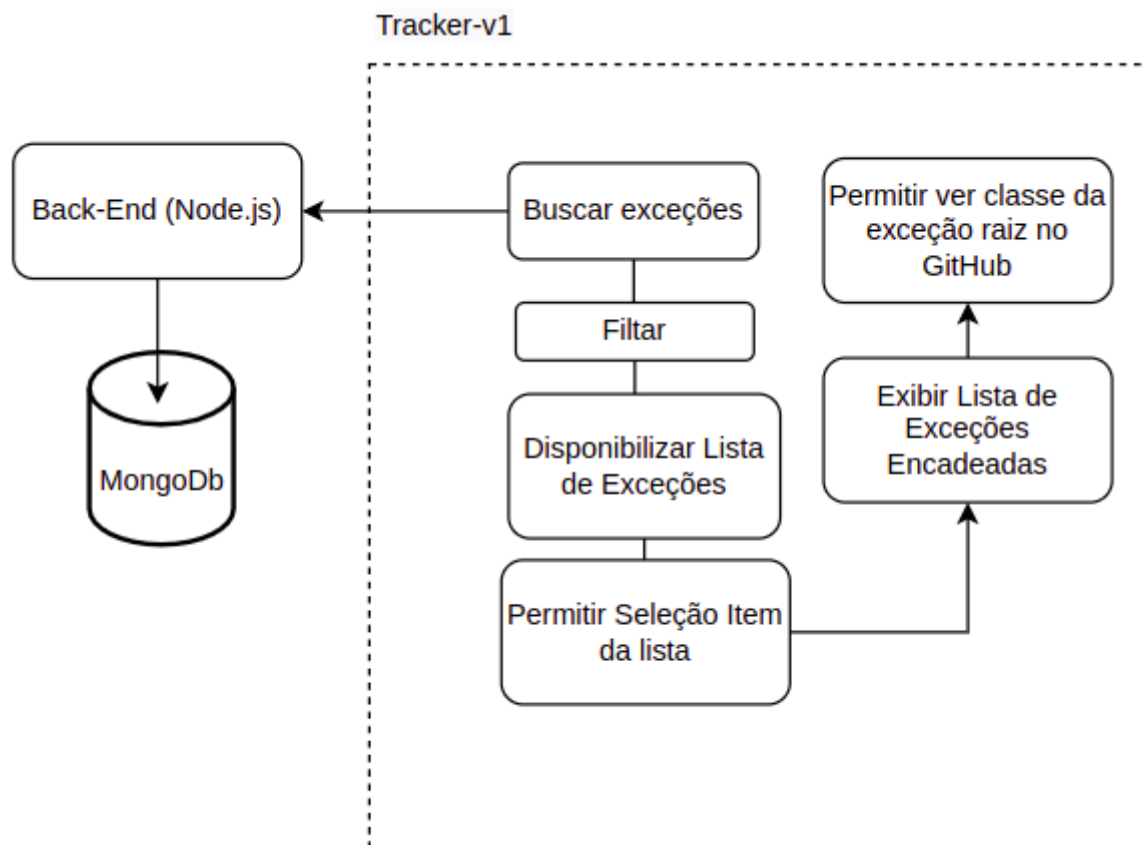 Tracker-v1
Back-End (Node.js)
MongoDb
Buscar exceções
Filtar
Disponibilizar Lista
de Exceções
Permitir Seleção Item
da lista
Exibir Lista de
Exceções
Encadeadas
Permitir ver classe da
exceção raiz no
GitHub